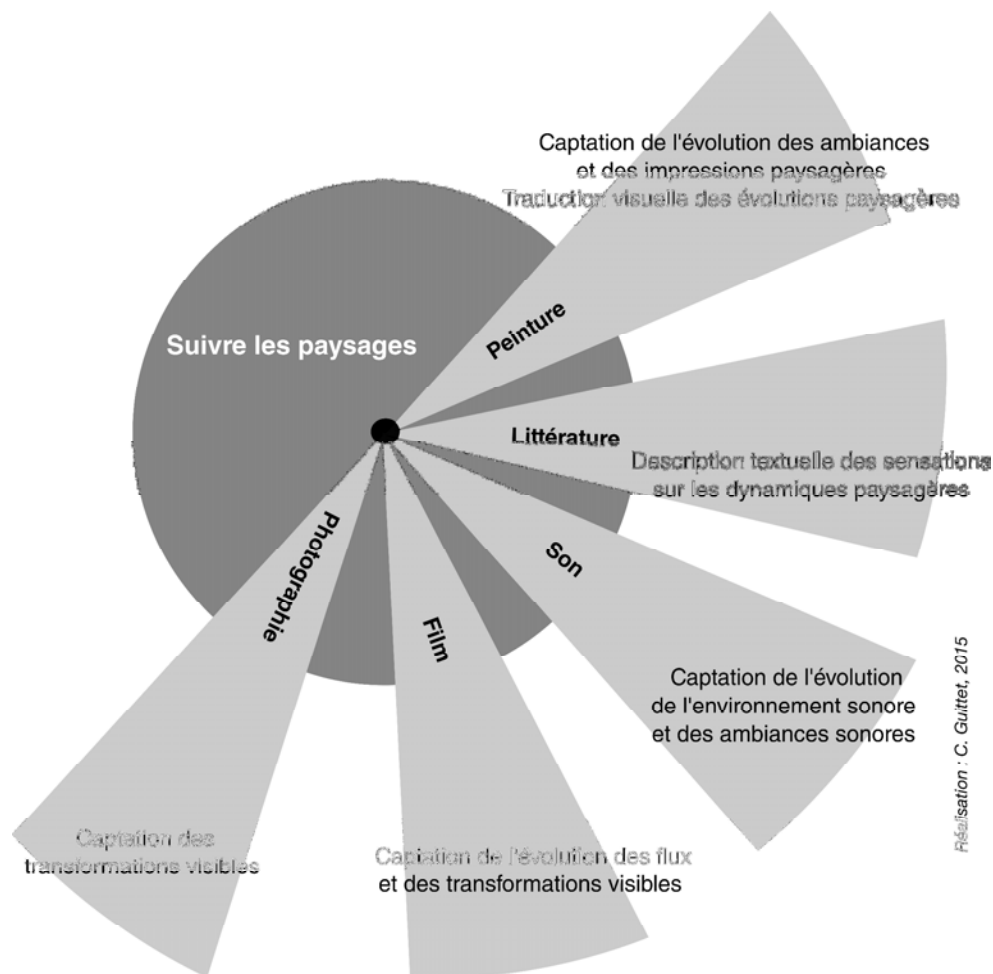 Captation de l'évolution des ambiances
et des impressions paysagères
Traduction visuelle des évolutions paysagères
Suivre les paysages
Peinture
Littérature
Description textuelle des sensations
sur les dynamiques paysagères
Son
Captation de l'évolution
de l'environnement sonore
et des ambiances sonores
Film
Captation de l'évolution des flux
et des transformations visibles
Photographie
Captation des
transformations visibles
Réalisation : C. Guittet, 2015